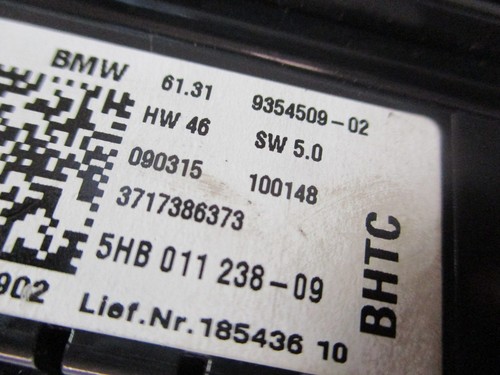 BMW 61.31 9354509-02
HW 46 SW 5.0
090315 100148
3717386373
5HB 011 238-09
902 Lief.Nr.185436 10
BHTC